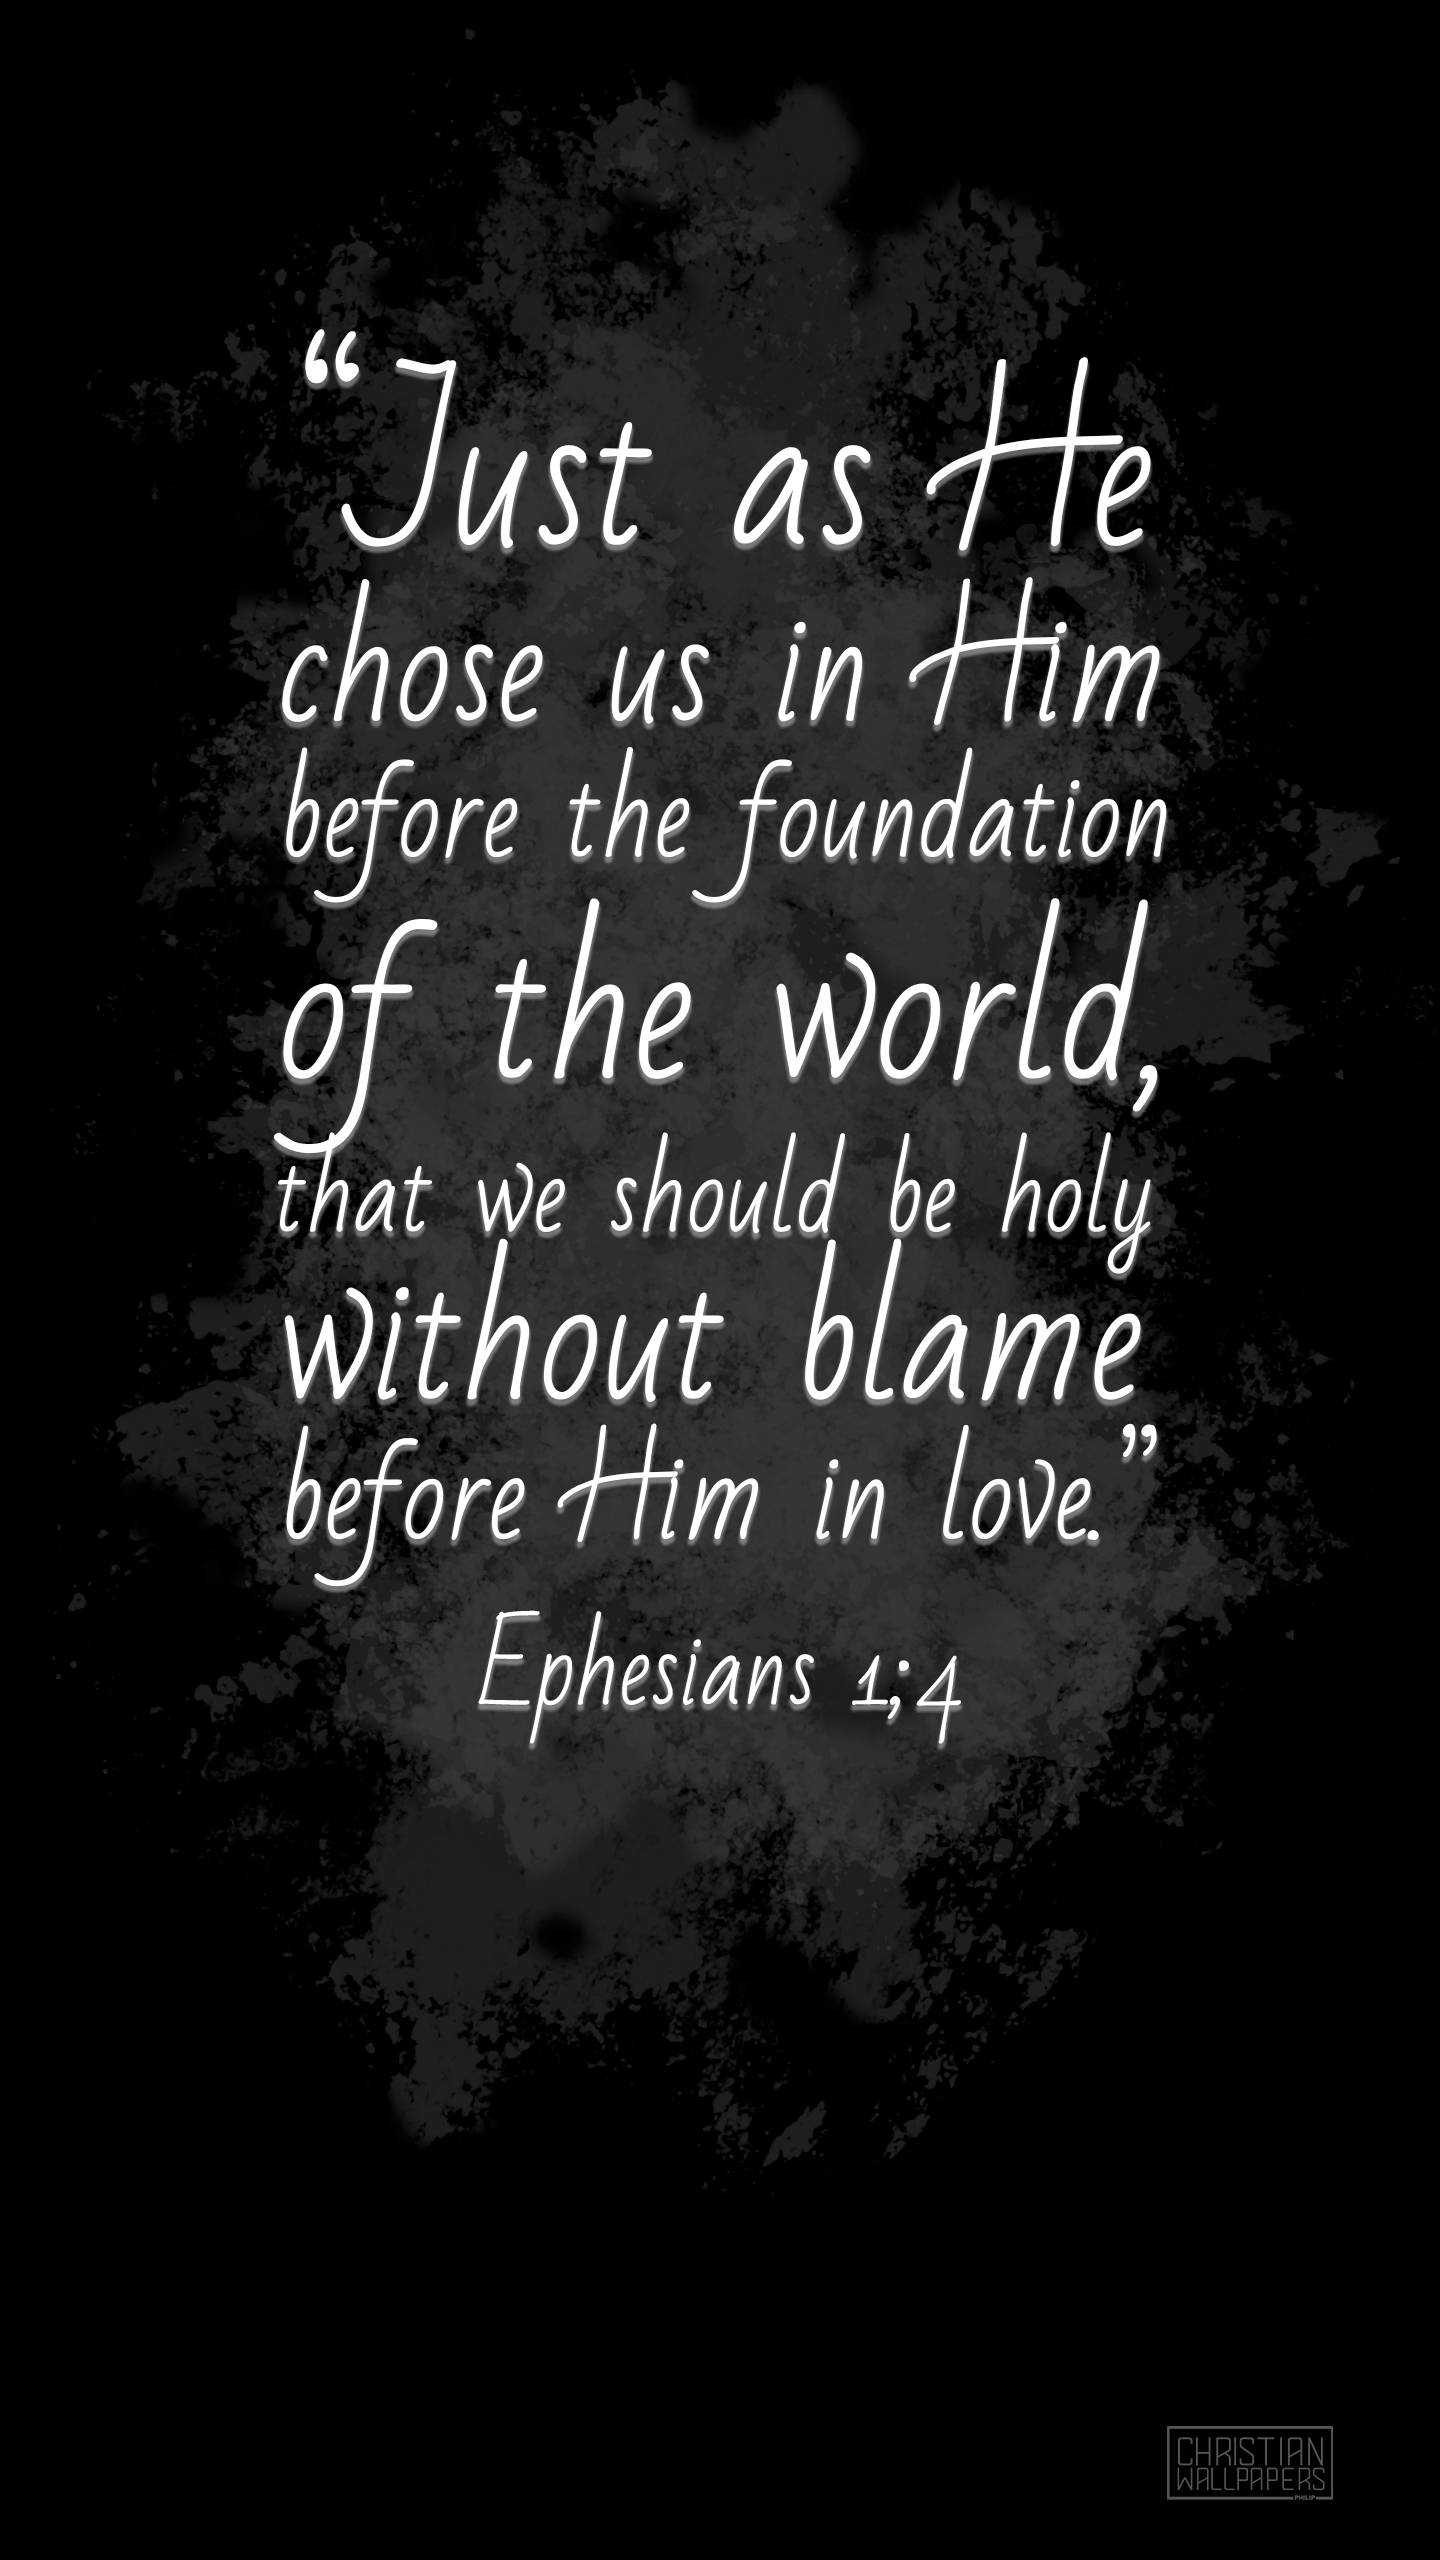 “Just as He
chose us in Him
before the foundation
of the world,
that we should be holy
without blame
before Him in love.”
Ephesians 1;4
CHRISTIAN
WALLPAPERS
PHILIP